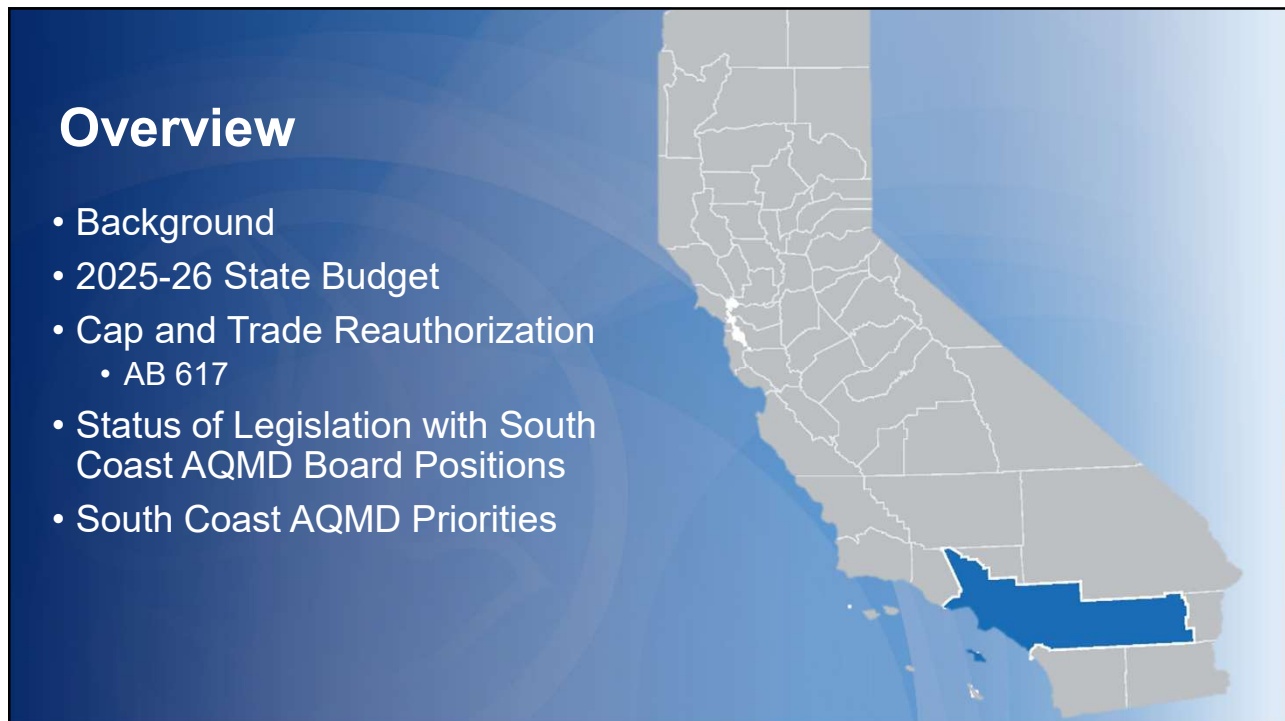 Overview
• Background
• 2025-26 State Budget
• Cap and Trade Reauthorization
• AB 617
• Status of Legislation with South
Coast AQMD Board Positions
• South Coast AQMD Priorities